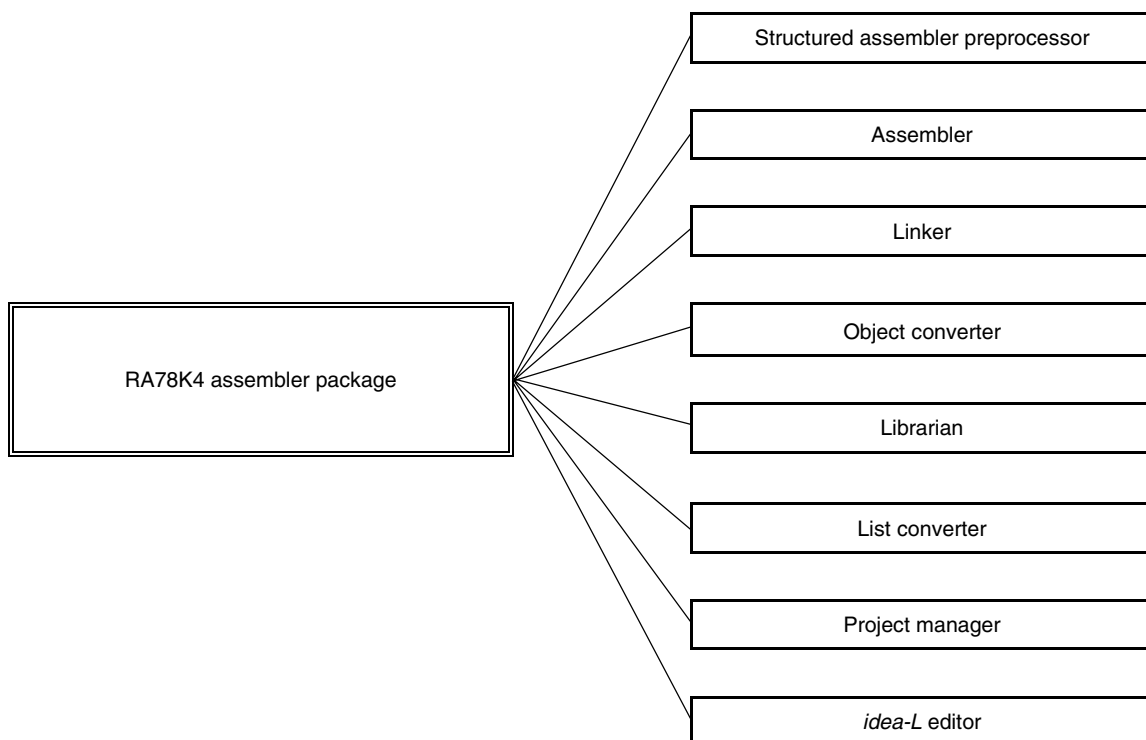 Structured assembler preprocessor
Assembler
Linker
Object converter
RA78K4 assembler package
Librarian
List converter
Project manager
idea-L editor